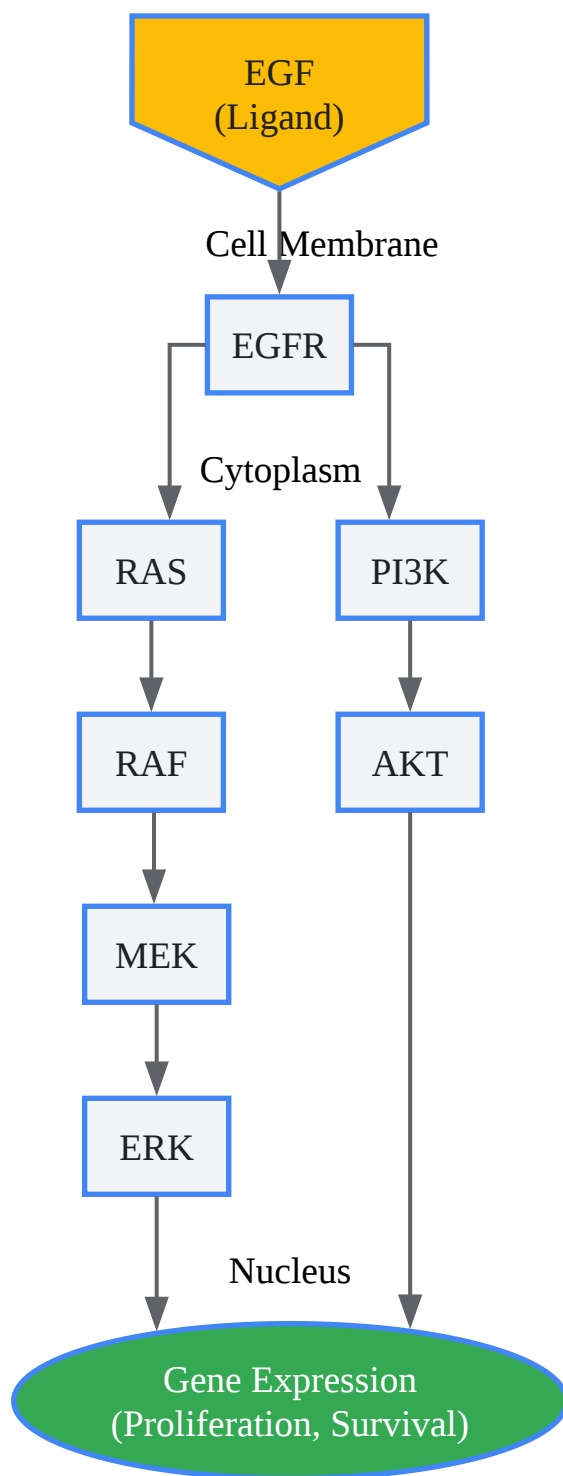 EGF
(Ligand)
Cell Membrane
EGFR
Cytoplasm
RAS
PI3K
RAF
AKT
MEK
ERK
Nucleus
Gene Expression
(Proliferation, Survival)